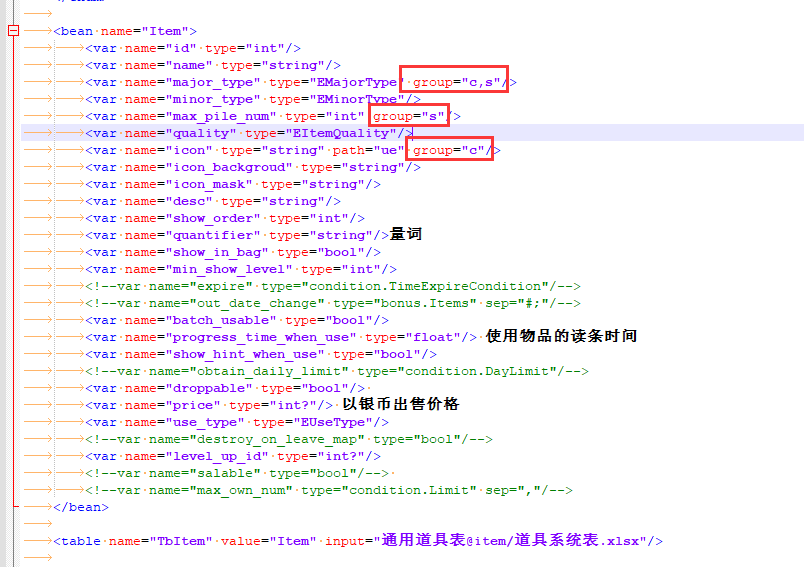 <bean name="Item">
<var name="id" type="int"/>
<var name="name" type="string"/>
<var name="major_type" type="EMajorType" group="c,s"/>
<var name="minor_type" type="EMinorType"/>
<var name="max_pile_num" type="int" group="s"/>
<var name="quality" type="EItemQuality"/>
<var name="icon" type="string" path="ue" group="c"/>
<var name="icon_backgroud" type="string"/>
<var name="icon_mask" type="string"/>
<var name="desc" type="string"/>
<var name="show_order" type="int"/>
<var name="quantifier" type="string"/>量词
<var name="show_in_bag" type="bool"/>
<var name="min_show_level" type="int"/>
<!--var name="expire" type="condition.TimeExpireCondition"/-->
<!--var name="out_date_change" type="bonus.Items" sep="#;"/-->
<var name="batch_usable" type="bool"/>
<var name="progress_time_when_use" type="float"/> 使用物品的读条时间
<var name="show_hint_when_use" type="bool"/>
<!--var name="obtain_daily_limit" type="condition.DayLimit"/-->
<var name="droppable" type="bool"/>
<var name="price" type="int?"/> 以银币出售价格
<var name="use_type" type="EUseType"/>
<!--var name="destroy_on_leave_map" type="bool"/-->
<var name="level_up_id" type="int?"/>
<!--var name="salable" type="bool"/-->
<!--var name="max_own_num" type="condition.Limit" sep=","/-->
</bean>
<table name="TbItem" value="Item" input="通用道具表@item/道具系统表.xlsx"/>